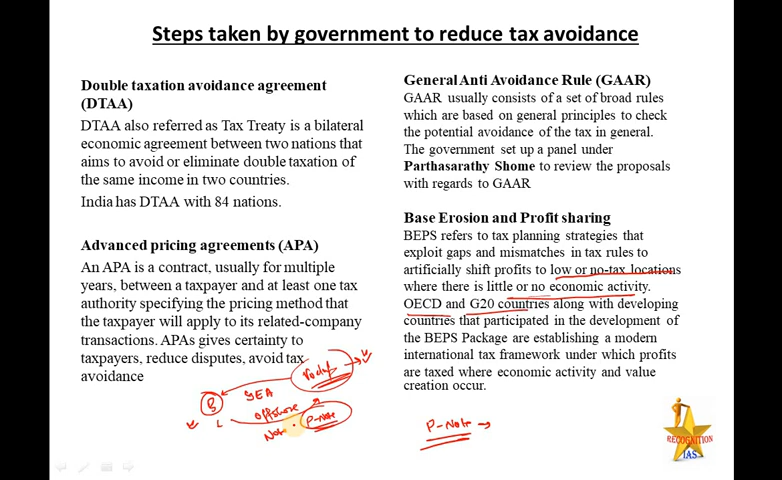 Steps taken by government to reduce tax avoidance
Double taxation avoidance agreement
(DTAA)
DTAA also referred as Tax Treaty is a bilateral
economic agreement between two nations that
aims to avoid or eliminate double taxation of
the same income in two countries.
India has DTAA with 84 nations.
Advanced pricing agreements (APA)
An APA is a contract, usually for multiple
years, between a taxpayer and at least one tax
authority specifying the pricing method that
the taxpayer will apply to its related-company
transactions. APAs gives certainty to
taxpayers, reduce disputes, avoid tax
avoidance
B
offshore
P-Note
General Anti Avoidance Rule (GAAR)
GAAR usually consists of a set of broad rules
which are based on general principles to check
the potential avoidance of the tax in general.
The government set up a panel under
Parthasarathy Shome to review the proposals
with regards to GAAR
Base Erosion and Profit sharing
BEPS refers to tax planning strategies that
exploit gaps and mismatches in tax rules to
artificially shift profits to low or no-tax locations
where there is little or no economic activity.
OECD and G20 countries along with developing
countries that participated in the development of
the BEPS Package are establishing a modern
international tax framework under which profits
are taxed where economic activity and value
creation occur.
P-Note
RECOGNITION
IAS